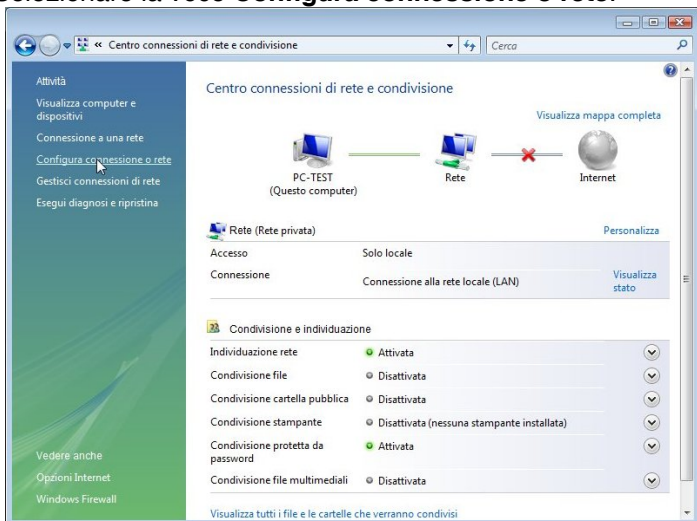 Selezionare la voce Configura connessione o rete.
« Centro connessioni di rete e condivisione
Cerca
Attività
Visualizza computer e
dispositivi
Connessione a una rete
Configura connessione o rete
Gestisci connessioni di rete
Esegui diagnosi e ripristina
Vedere anche
Opzioni Internet
Windows Firewall
Centro connessioni di rete e condivisione
Visualizza mappa completa
PC-TEST
(Questo computer)
Rete
Internet
Rete (Rete privata)
Personalizza
Accesso
Solo locale
Connessione
Connessione alla rete locale (LAN)
Visualizza
stato
Condivisione e individuazione
Individuazione rete
Attivata
Condivisione file
Disattivata
Condivisione cartella pubblica
Disattivata
Condivisione stampante
Disattivata (nessuna stampante installata)
Condivisione protetta da
password
Attivata
Condivisione file multimediali
Disattivata
Visualizza tutti i file e le cartelle che verranno condivisi